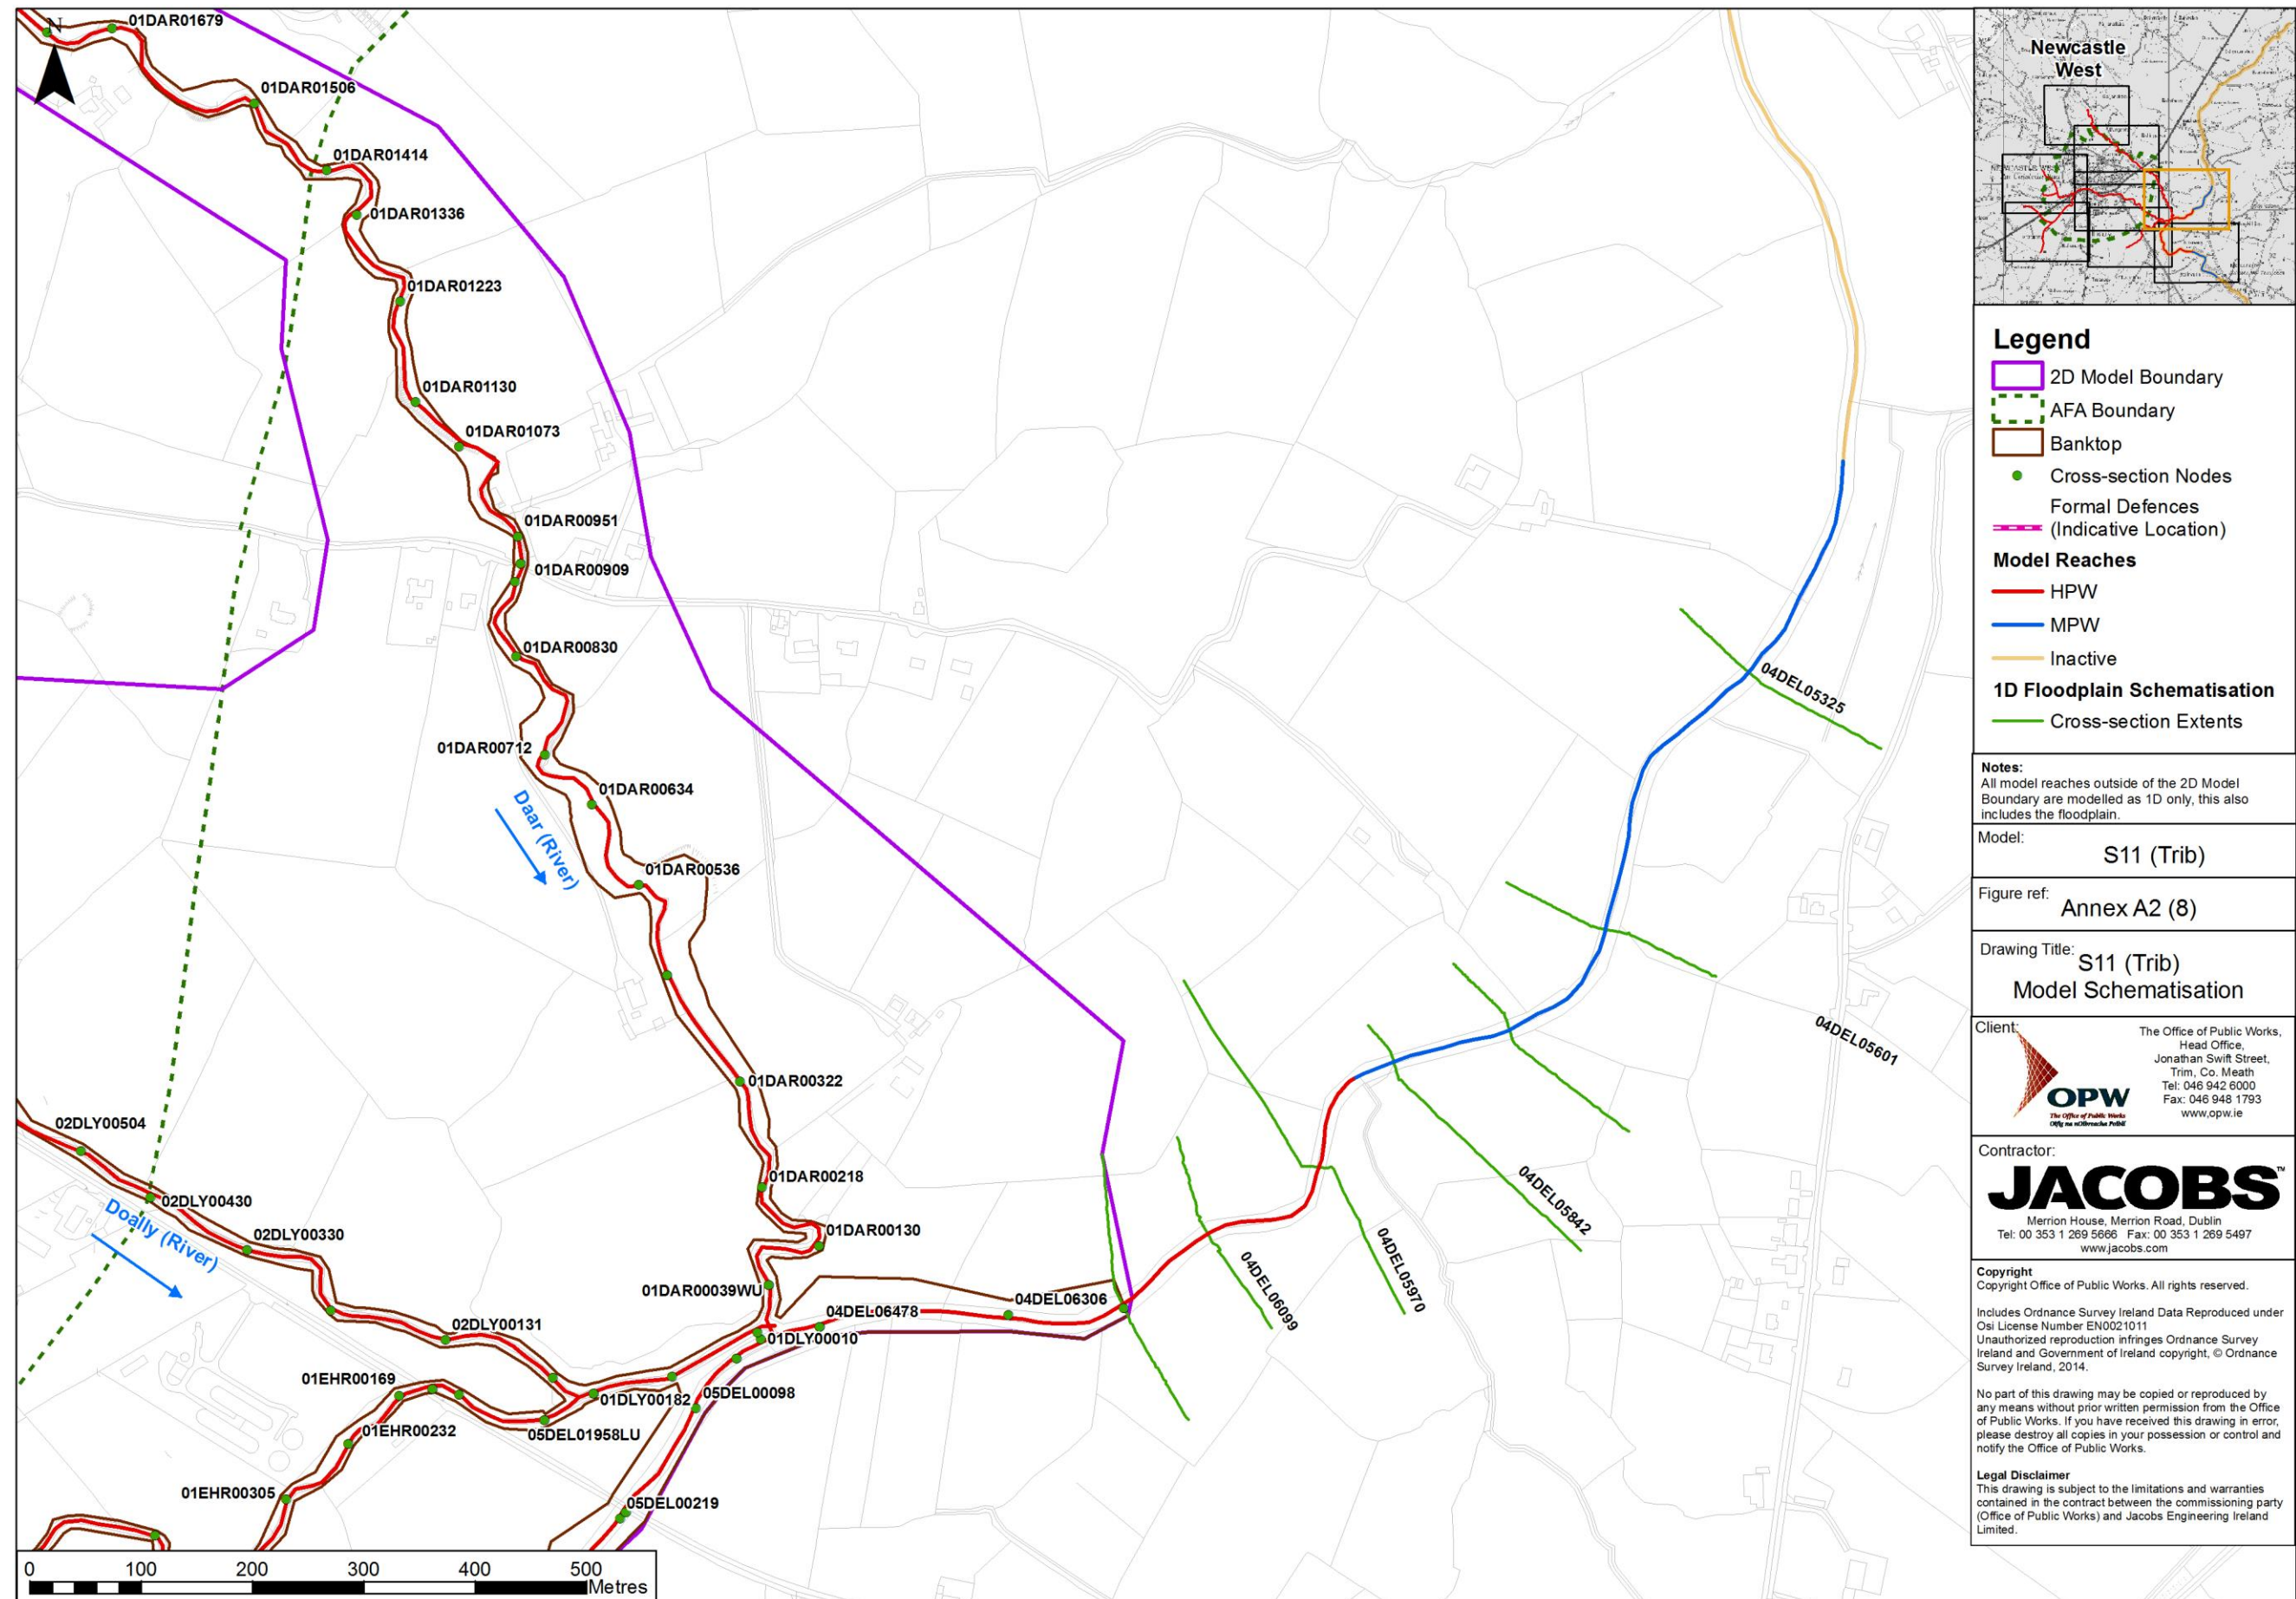 N
01DAR01679
01DAR01506
01DAR01414
01DAR01336
01DAR01223
01DAR01130
01DAR01073
01DAR00951
01DAR00909
01DAR00830
01DAR00712
01DAR00634
Daar (River)
01DAR00536
01DAR00322
01DAR00218
01DAR00130
01DAR00039WU
02DLY00504
02DLY00430
Doally (River)
02DLY00330
02DLY00131
04DEL06478
04DEL06306
01DLY00010
01EHR00169
01DLY00182
05DEL00098
01EHR00232
05DEL01958LU
01EHR00305
05DEL00219
04DEL05325
04DEL05601
04DEL05842
04DEL05970
04DEL06099
0 100 200 300 400 500
Metres
Newcastle
West
Legend
2D Model Boundary
AFA Boundary
Banktop
Cross-section Nodes
Formal Defences
(Indicative Location)
Model Reaches
HPW
MPW
Inactive
1D Floodplain Schematisation
Cross-section Extents
Notes:
All model reaches outside of the 2D Model
Boundary are modelled as 1D only, this also
includes the floodplain.
Model:
S11 (Trib)
Figure ref:
Annex A2 (8)
Drawing Title:
S11 (Trib)
Model Schematisation
Client:
OPW
The Office of Public Works
Oifig na nOibreacha Poiblí
The Office of Public Works,
Head Office,
Jonathan Swift Street,
Trim, Co. Meath
Tel: 046 942 6000
Fax: 046 948 1793
www,opw.ie
Contractor:
JACOBS™
Merrion House, Merrion Road, Dublin
Tel: 00 353 1 269 5666 Fax: 00 353 1 269 5497
www.jacobs.com
Copyright
Copyright Office of Public Works. All rights reserved.
Includes Ordnance Survey Ireland Data Reproduced under
Osi License Number EN0021011
Unauthorized reproduction infringes Ordnance Survey
Ireland and Government of Ireland copyright, © Ordnance
Survey Ireland, 2014.
No part of this drawing may be copied or reproduced by
any means without prior written permission from the Office
of Public Works. If you have received this drawing in error,
please destroy all copies in your possession or control and
notify the Office of Public Works.
Legal Disclaimer
This drawing is subject to the limitations and warranties
contained in the contract between the commissioning party
(Office of Public Works) and Jacobs Engineering Ireland
Limited.